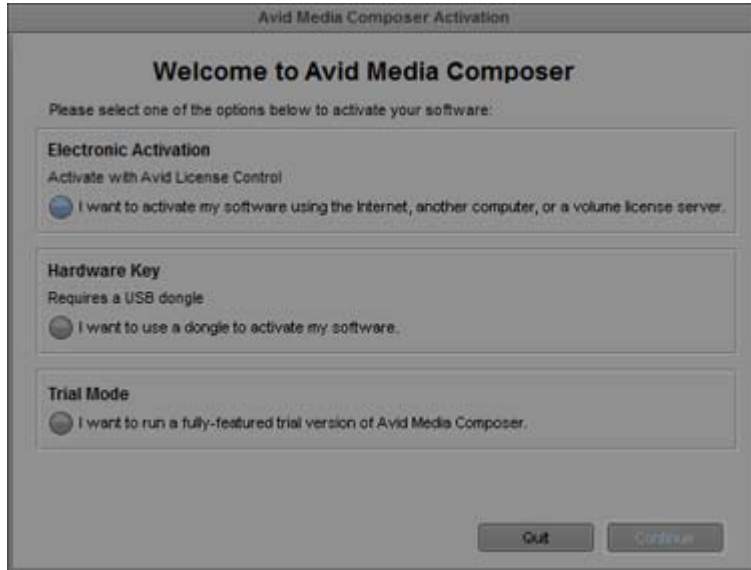 Avid Media Composer Activation
Welcome to Avid Media Composer
Please select one of the options below to activate your software:
Electronic Activation
Activate with Avid License Control
I want to activate my software using the Internet, another computer, or a volume license server.
Hardware Key
Requires a USB dongle
I want to use a dongle to activate my software.
Trial Mode
I want to run a fully-featured trial version of Avid Media Composer.
Quit Continue